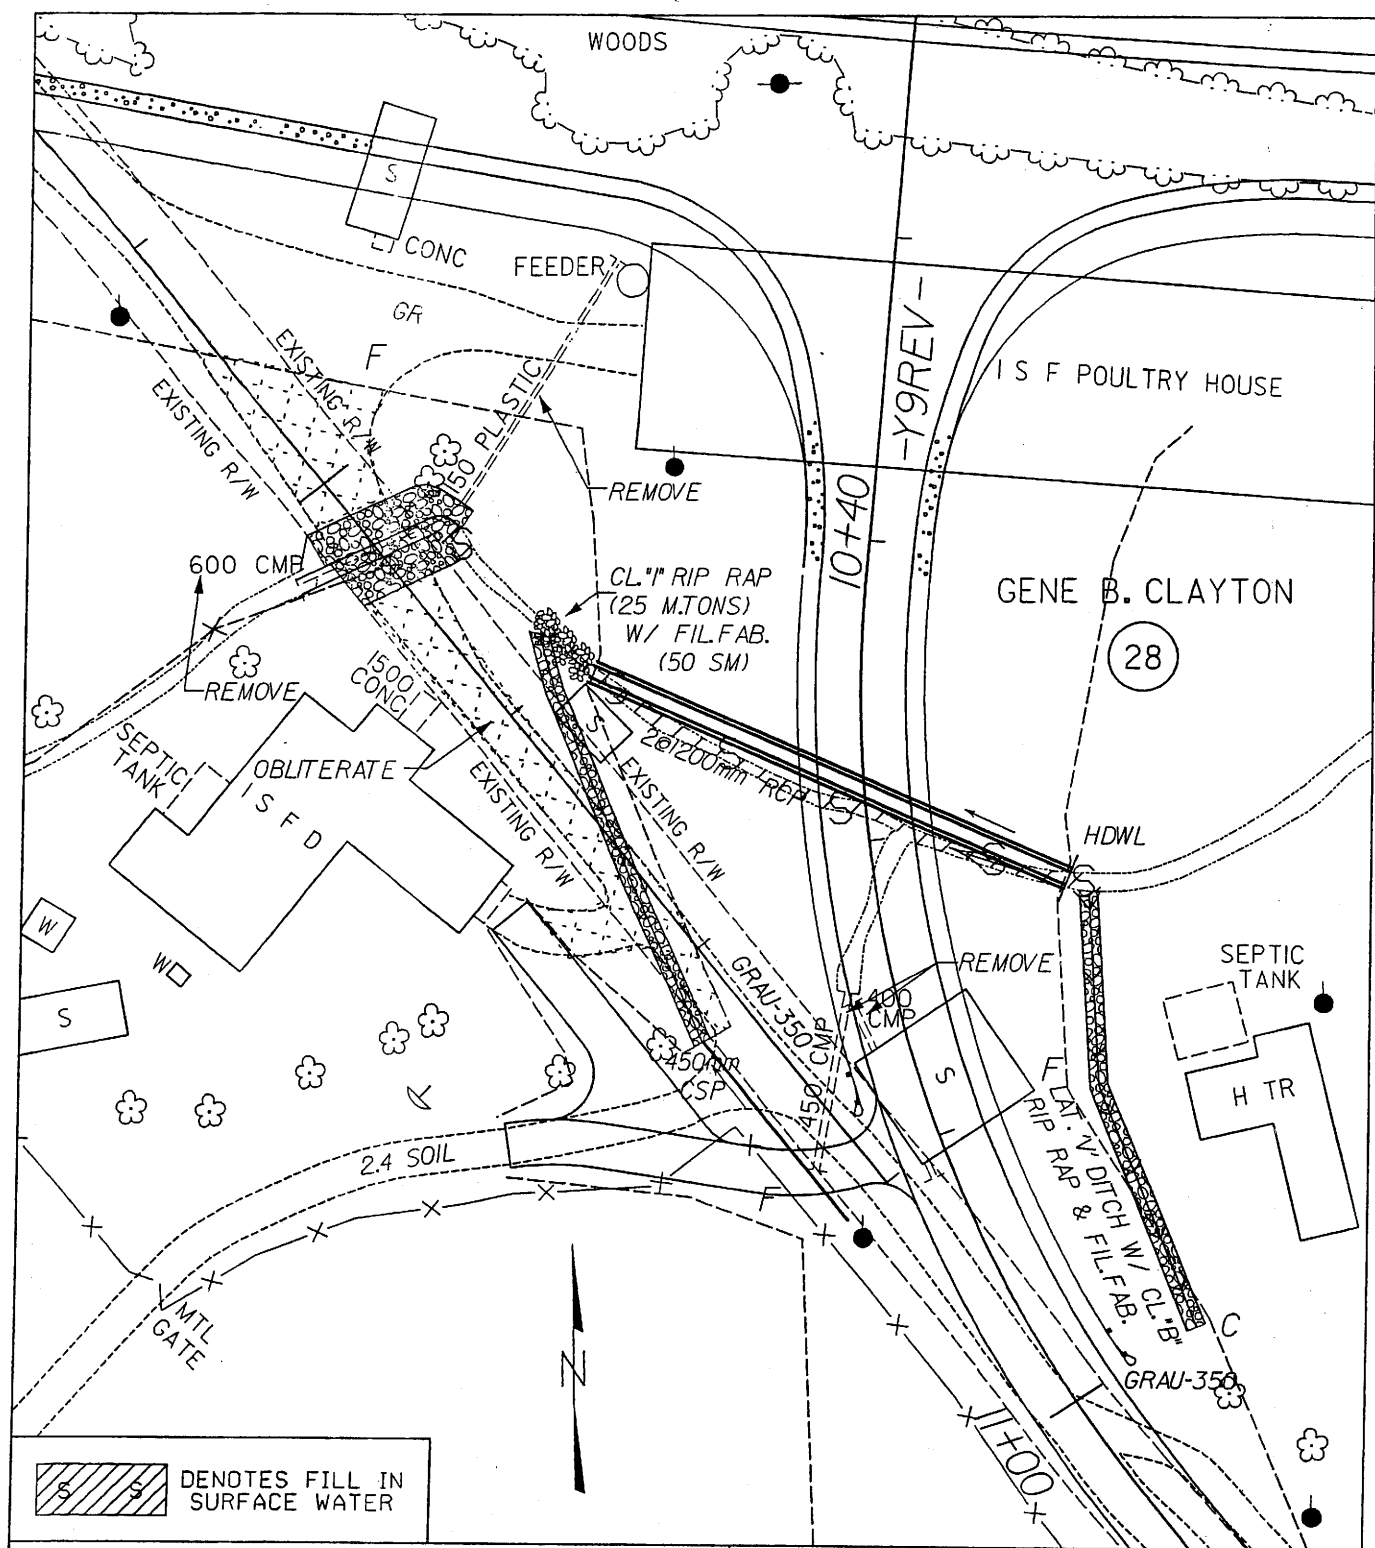 WOODS
S
CONC
FEEDER
GR
F
EXISTING R/W
EXISTING R/W
150 PLASTIC
REMOVE
-Y9REV-
1 S F POULTRY HOUSE
10+40
600 CMP
CL."I" RIP RAP
(25 M.TONS)
W/ FIL.FAB.
(50 SM)
GENE B. CLAYTON
28
REMOVE
1500
CONC
SEPTIC
TANK
OBLITERATE
1 S F D
S
2@1200mm RCP
EXISTING R/W
EXISTING R/W
S
S
HDWL
W
W
S
GRAU-350
REMOVE
SEPTIC
TANK
400
CMP
450 CMP
450mm
CSP
S
F
H TR
LAT. 'V' DITCH W/ CL."B"
RIP RAP & FIL.FAB.
2.4 SOIL
F
MTL
GATE
C
GRAU-350
N
11+00
S S
DENOTES FILL IN
SURFACE WATER